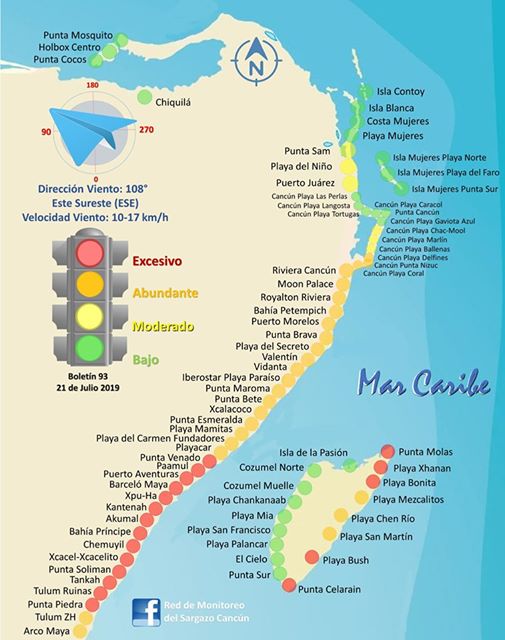 Punta Mosquito
Holbox Centro
Punta Cocos
N
180
90
270
0
Chiquilá
Dirección Viento: 108°
Este Sureste (ESE)
Velocidad Viento: 10-17 km/h
Excesivo
Abundante
Moderado
Bajo
Boletín 93
21 de Julio 2019
Isla Contoy
Isla Blanca
Costa Mujeres
Playa Mujeres
Punta Sam
Playa del Niño
Puerto Juárez
Isla Mujeres Playa Norte
Isla Mujeres Playa del Faro
Isla Mujeres Punta Sur
Cancún Playa Las Perlas
Cancún Playa Langosta
Cancún Playa Tortugas
Cancún Playa Caracol
Punta Cancún
Cancún Playa Gaviota Azul
Cancún Playa Chac-Mool
Cancún Playa Marlín
Cancún Playa Ballenas
Cancún Playa Delfines
Cancún Punta Nizuc
Cancún Playa Coral
Riviera Cancún
Moon Palace
Royalton Riviera
Bahía Petempich
Puerto Morelos
Punta Brava
Playa del Secreto
Valentín
Vidanta
Iberostar Playa Paraíso
Punta Maroma
Punta Bete
Xcalacoco
Punta Esmeralda
Playa Mamitas
Playa del Carmen Fundadores
Playacar
Punta Venado
Paamul
Puerto Aventuras
Barceló Maya
Xpu-Ha
Kantenah
Akumal
Bahía Príncipe
Chemuyil
Xcacel-Xcacelito
Punta Soliman
Tankah
Tulum Ruinas
Punta Piedra
Tulum ZH
Arco Maya
Mar Caribe
Isla de la Pasión
Cozumel Norte
Cozumel Muelle
Playa Chankanaab
Playa Mia
Playa San Francisco
Playa Palancar
El Cielo
Punta Sur
Punta Molas
Playa Xhanan
Playa Bonita
Playa Mezcalitos
Playa Chen Río
Playa San Martín
Playa Bush
Punta Celarain
f
Red de Monitoreo
del Sargazo Cancún